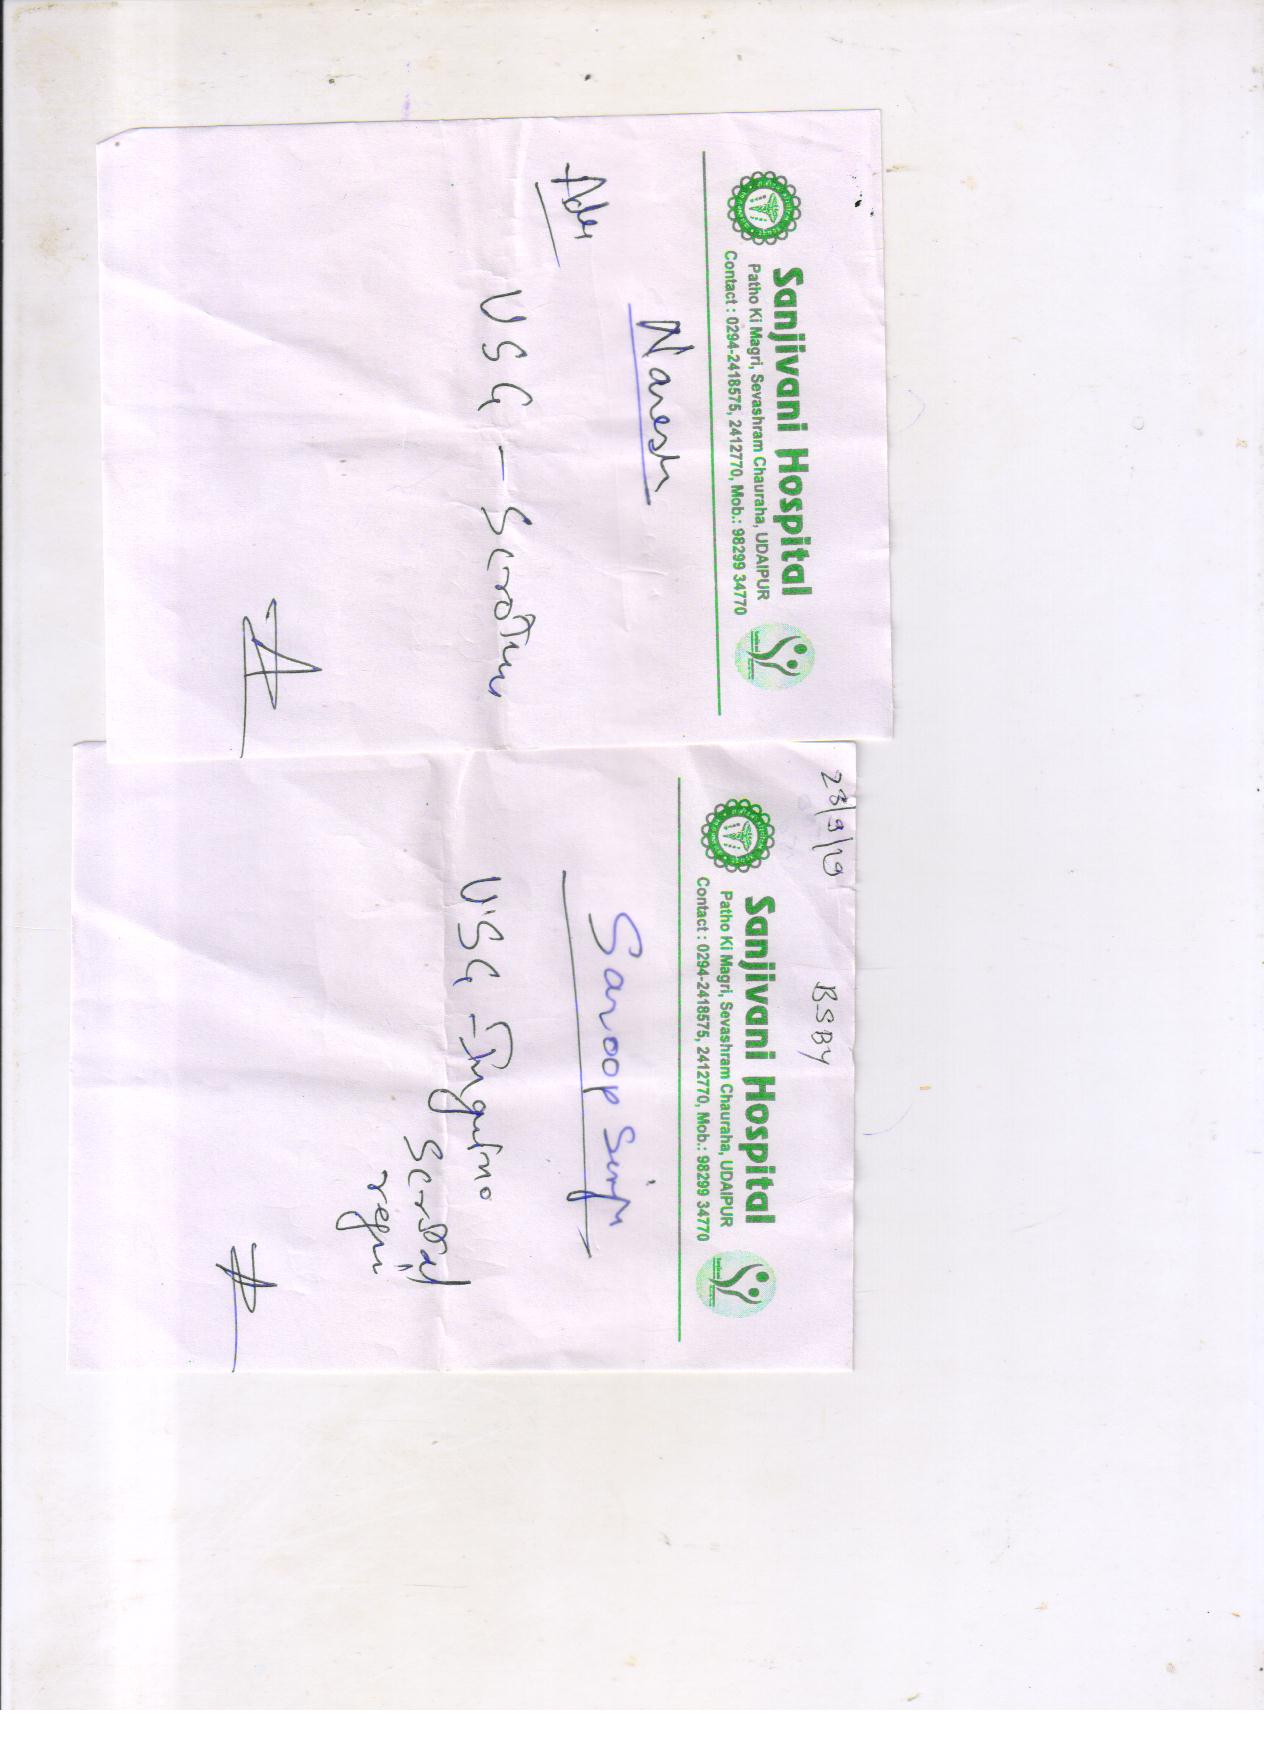 Sanjivani Hospital
Patho Ki Magri, Sevashram Chauraha, UDAIPUR
Contact : 0294-2418575, 2412770, Mob.: 98299 34770
Naresh
Adv
USG - Scrotum
28/9/19
BSBY
Sanjivani Hospital
Patho Ki Magri, Sevashram Chauraha, UDAIPUR
Contact : 0294-2418575, 2412770, Mob.: 98299 34770
Saroop Singh
USG - Inguino
Scrotal
region